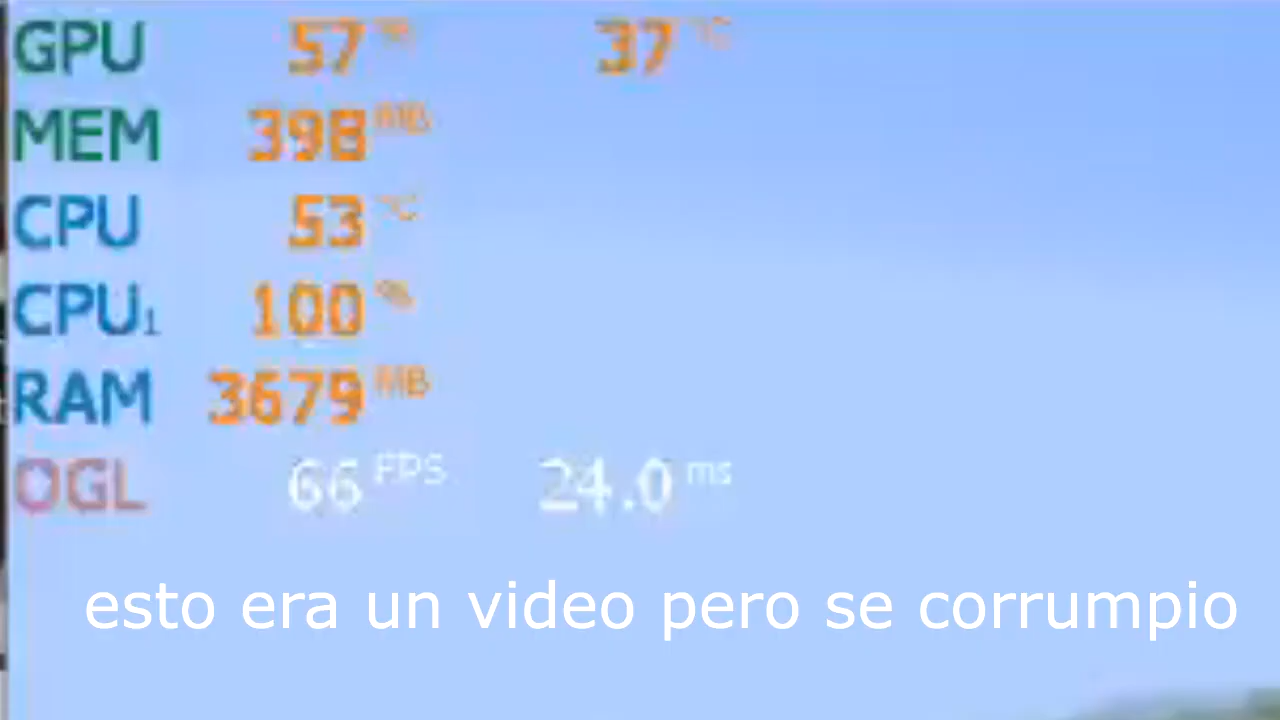 GPU 57 % 37 °C
MEM 398 MB
CPU 53 °C
CPU1 100 %
RAM 3679 MB
OGL 66 FPS 24.0 ms
esto era un video pero se corrumpio